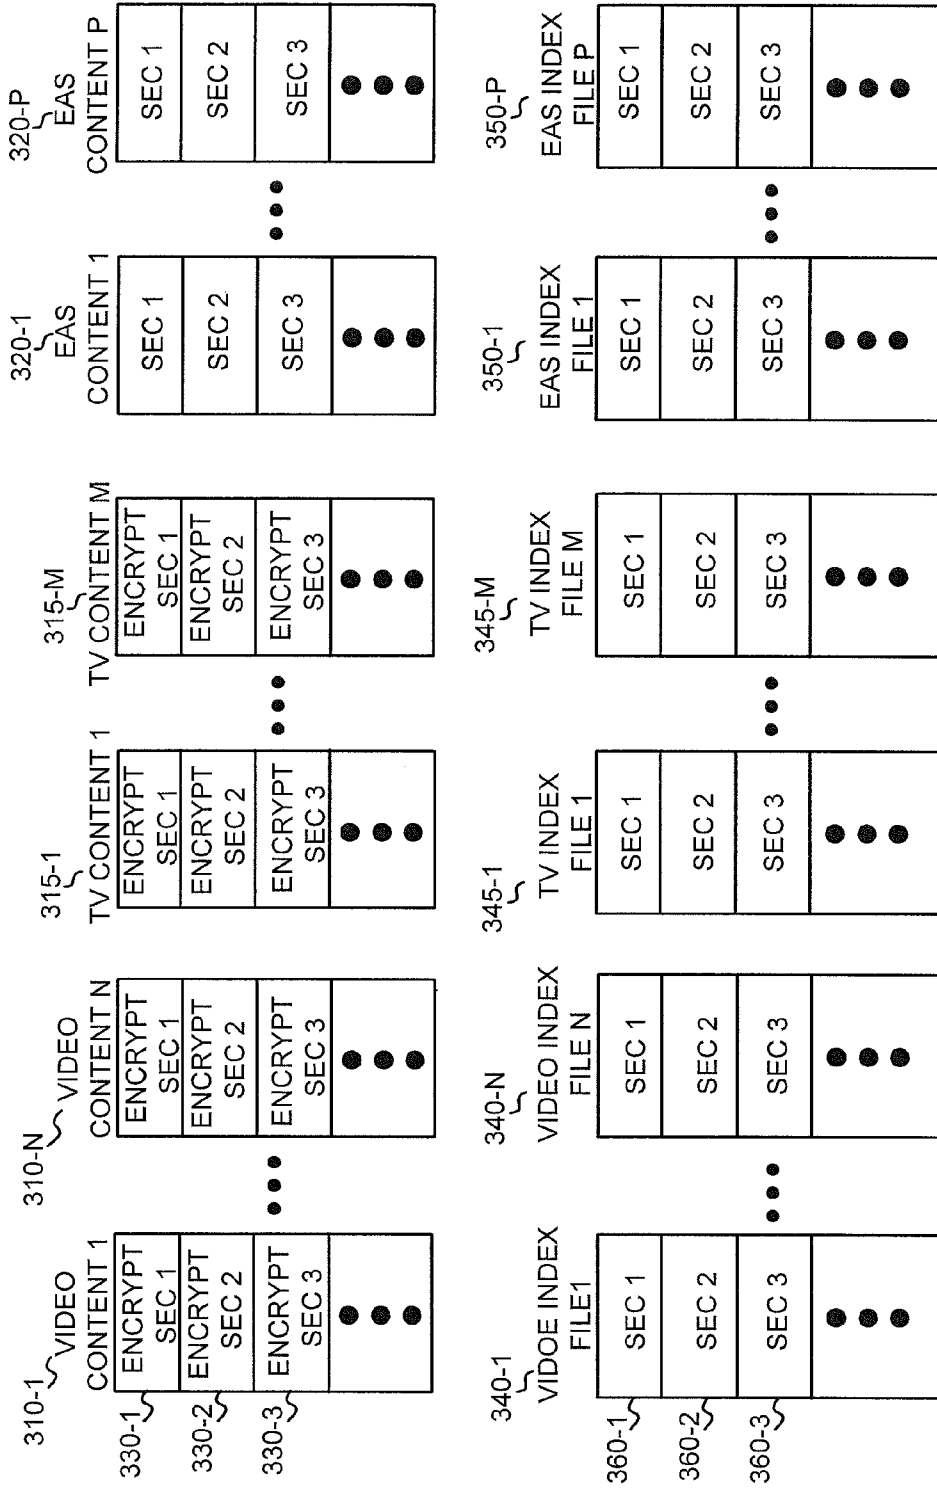 310-1
VIDEO
CONTENT 1
ENCRYPT
SEC 1
ENCRYPT
SEC 2
ENCRYPT
SEC 3
330-1
330-2
330-3
310-N
VIDEO
CONTENT N
ENCRYPT
SEC 1
ENCRYPT
SEC 2
ENCRYPT
SEC 3
315-1
TV CONTENT 1
ENCRYPT
SEC 1
ENCRYPT
SEC 2
ENCRYPT
SEC 3
315-M
TV CONTENT M
ENCRYPT
SEC 1
ENCRYPT
SEC 2
ENCRYPT
SEC 3
320-1
EAS
CONTENT 1
SEC 1
SEC 2
SEC 3
320-P
EAS
CONTENT P
SEC 1
SEC 2
SEC 3
340-1
VIDOE INDEX
FILE1
SEC 1
SEC 2
SEC 3
360-1
360-2
360-3
340-N
VIDEO INDEX
FILE N
SEC 1
SEC 2
SEC 3
345-1
TV INDEX
FILE 1
SEC 1
SEC 2
SEC 3
345-M
TV INDEX
FILE M
SEC 1
SEC 2
SEC 3
350-1
EAS INDEX
FILE 1
SEC 1
SEC 2
SEC 3
350-P
EAS INDEX
FILE P
SEC 1
SEC 2
SEC 3